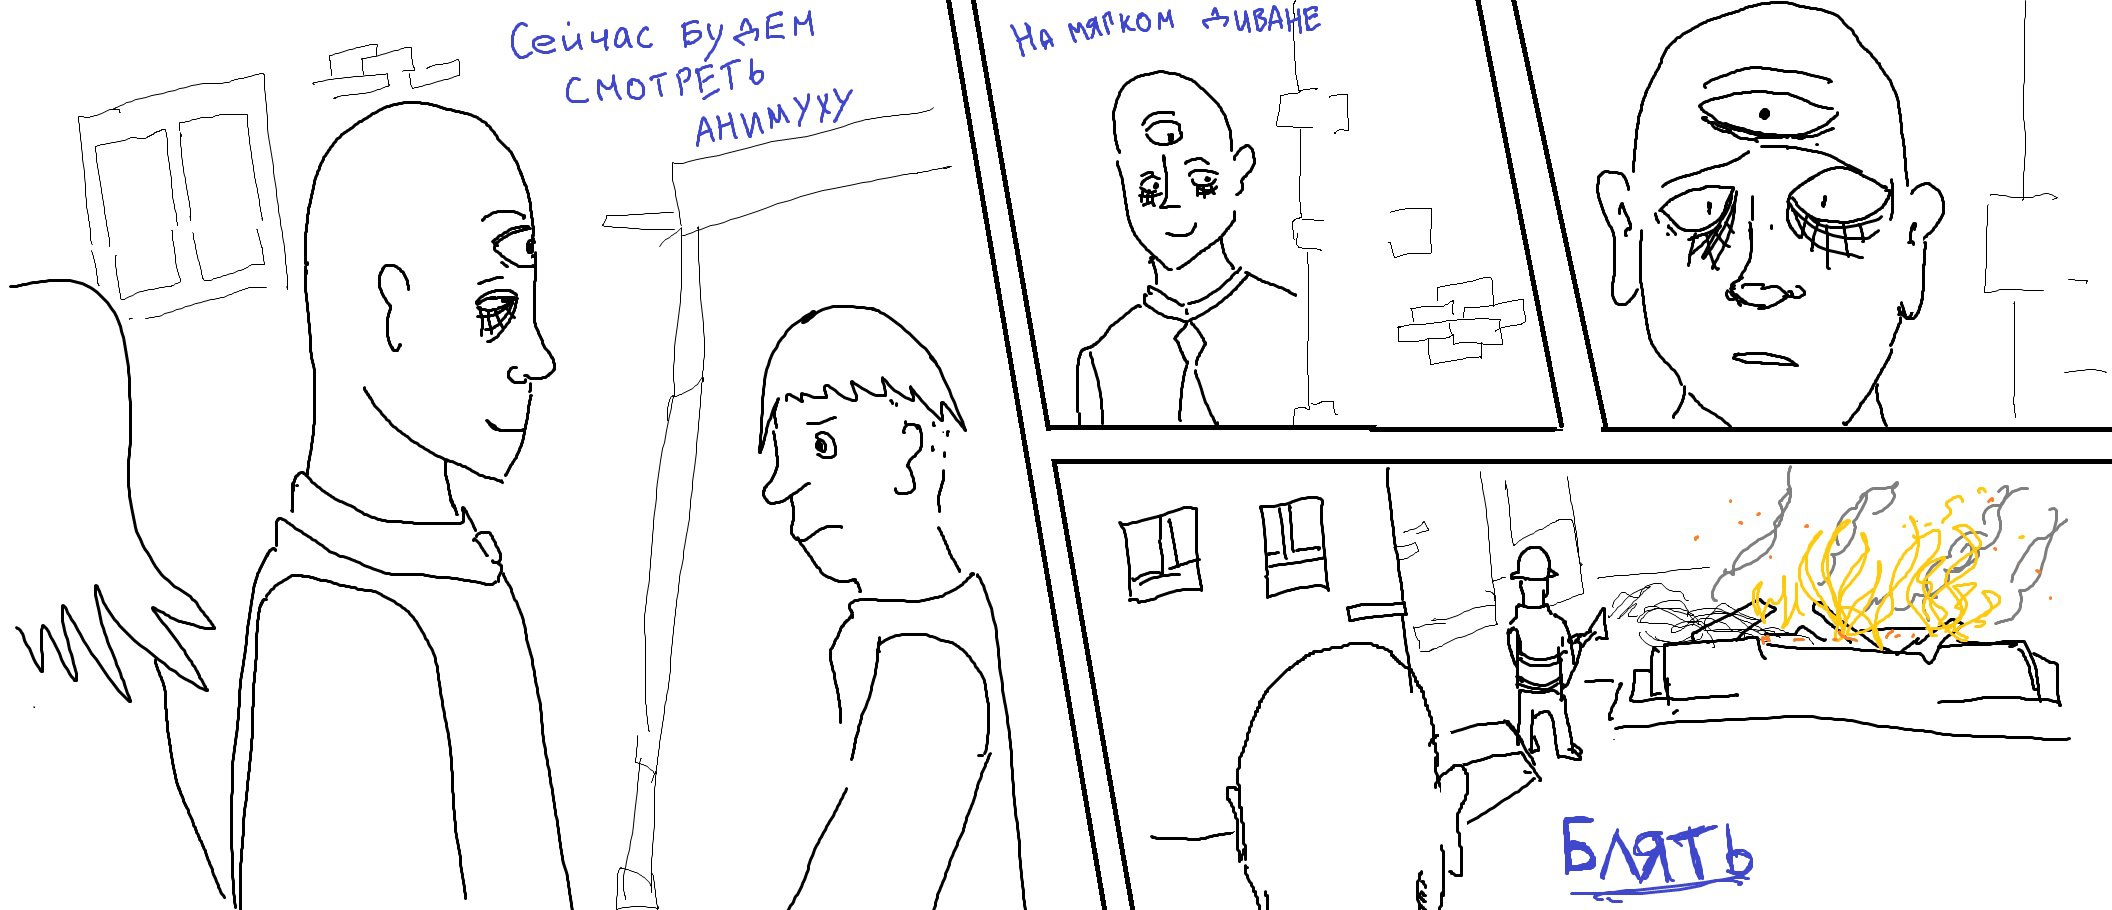 Сейчас будем
смотреть
анимуху
На мягком диване
Блять